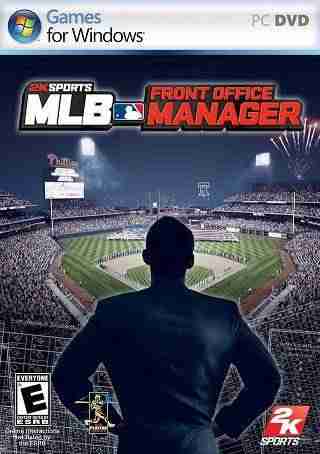 Games
for Windows
PC DVD
2K SPORTS
MLB
FRONT OFFICE
MANAGER
Phillies
EVERYONE
E
ESRB
2K
SPORTS